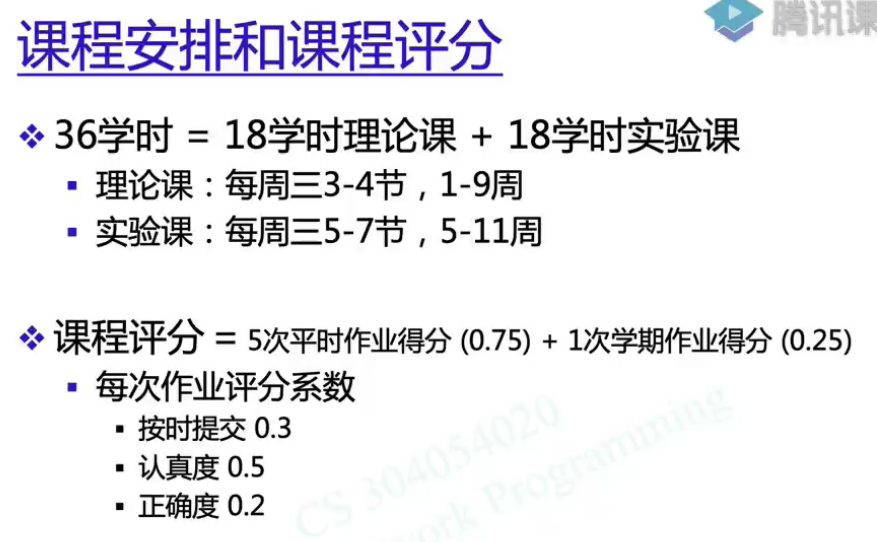 课程安排和课程评分
腾讯课
36学时 = 18学时理论课 + 18学时实验课
理论课：每周三3-4节，1-9周
实验课：每周三5-7节，5-11周
课程评分 = 5次平时作业得分 (0.75) + 1次学期作业得分 (0.25)
每次作业评分系数
按时提交 0.3
认真度 0.5
正确度 0.2
CS 304054020
work Programming